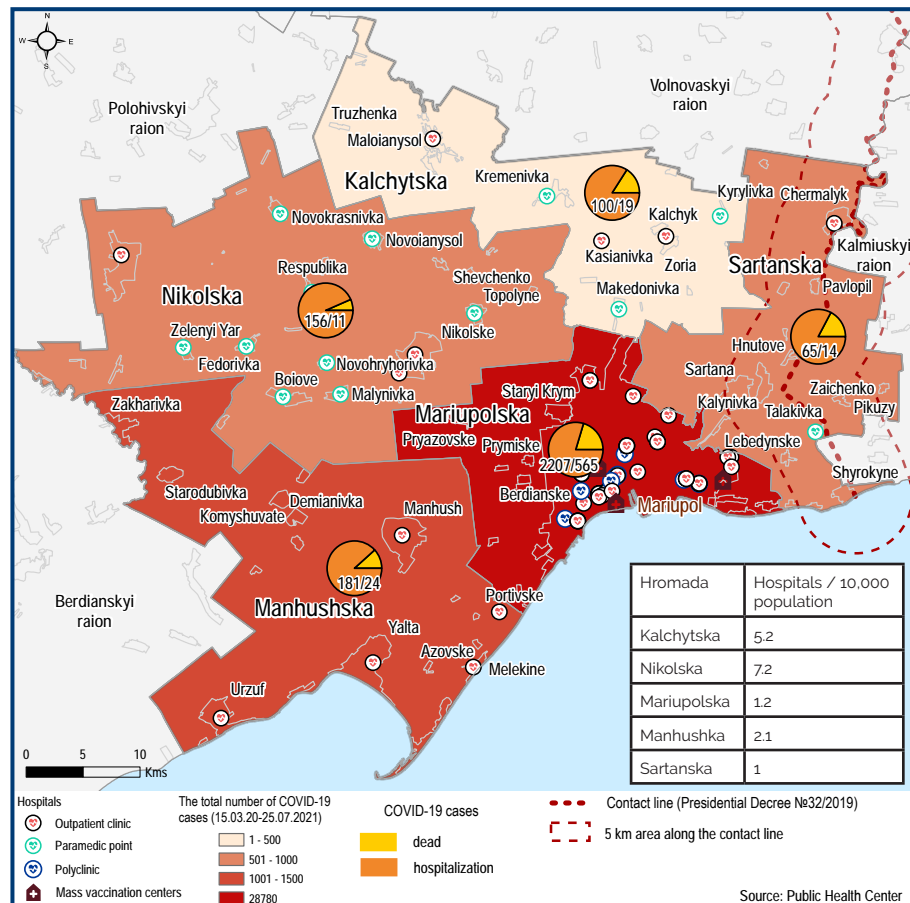 N
W E
S
Polohivskyi
raion
Volnovaskyi
raion
Truzhenka
Maloianysol
Kalchytska
Kremenivka
100/19
Kyrylivka
Chermalyk
Novokrasnivka
Novoianysol
Kalchyk
Kasianivka
Zoria
Kalmiuskyi
raion
Sartanska
Respublika
Shevchenko
Topolyne
Makedonivka
Pavlopil
Nikolska
156/11
Nikolske
Zelenyi Yar
Fedorivka
Hnutove
65/14
Novohryhorivka
Boiove
Malynivka
Staryi Krym
Sartana
Zaichenko
Zakharivka
Mariupolska
Kalynivka
Talakivka
Pikuzy
Pryazovske
Prymiske
Lebedynske
2207/565
Shyrokyne
Starodubivka
Demianivka
Berdianske
Komyshuvate
Manhush
Mariupol
181/24
Manhushska
Portivske
Berdianskyi
raion
Yalta
Azovske
Melekine
Urzuf
Hromada Hospitals / 10,000
population
Kalchytska 5.2
Nikolska 7.2
Mariupolska 1.2
Manhushka 2.1
Sartanska 1
0 5 10
Kms
Hospitals
Outpatient clinic
Paramedic point
Polyclinic
Mass vaccination centers
The total number of COVID-19
cases (15.03.20-25.07.2021)
1 - 500
501 - 1000
1001 - 1500
28780
COVID-19 cases
dead
hospitalization
Contact line (Presidential Decree №32/2019)
5 km area along the contact line
Source: Public Health Center